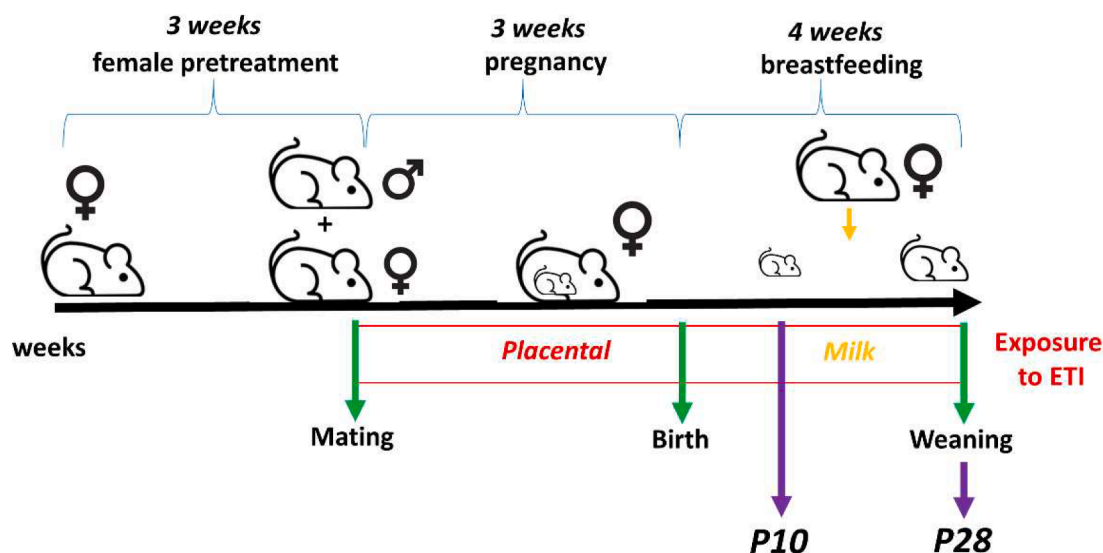 3 weeks
female pretreatment
3 weeks
pregnancy
4 weeks
breastfeeding
+
weeks
Placental
Milk
Exposure
to ETI
Mating
Birth
Weaning
P10
P28